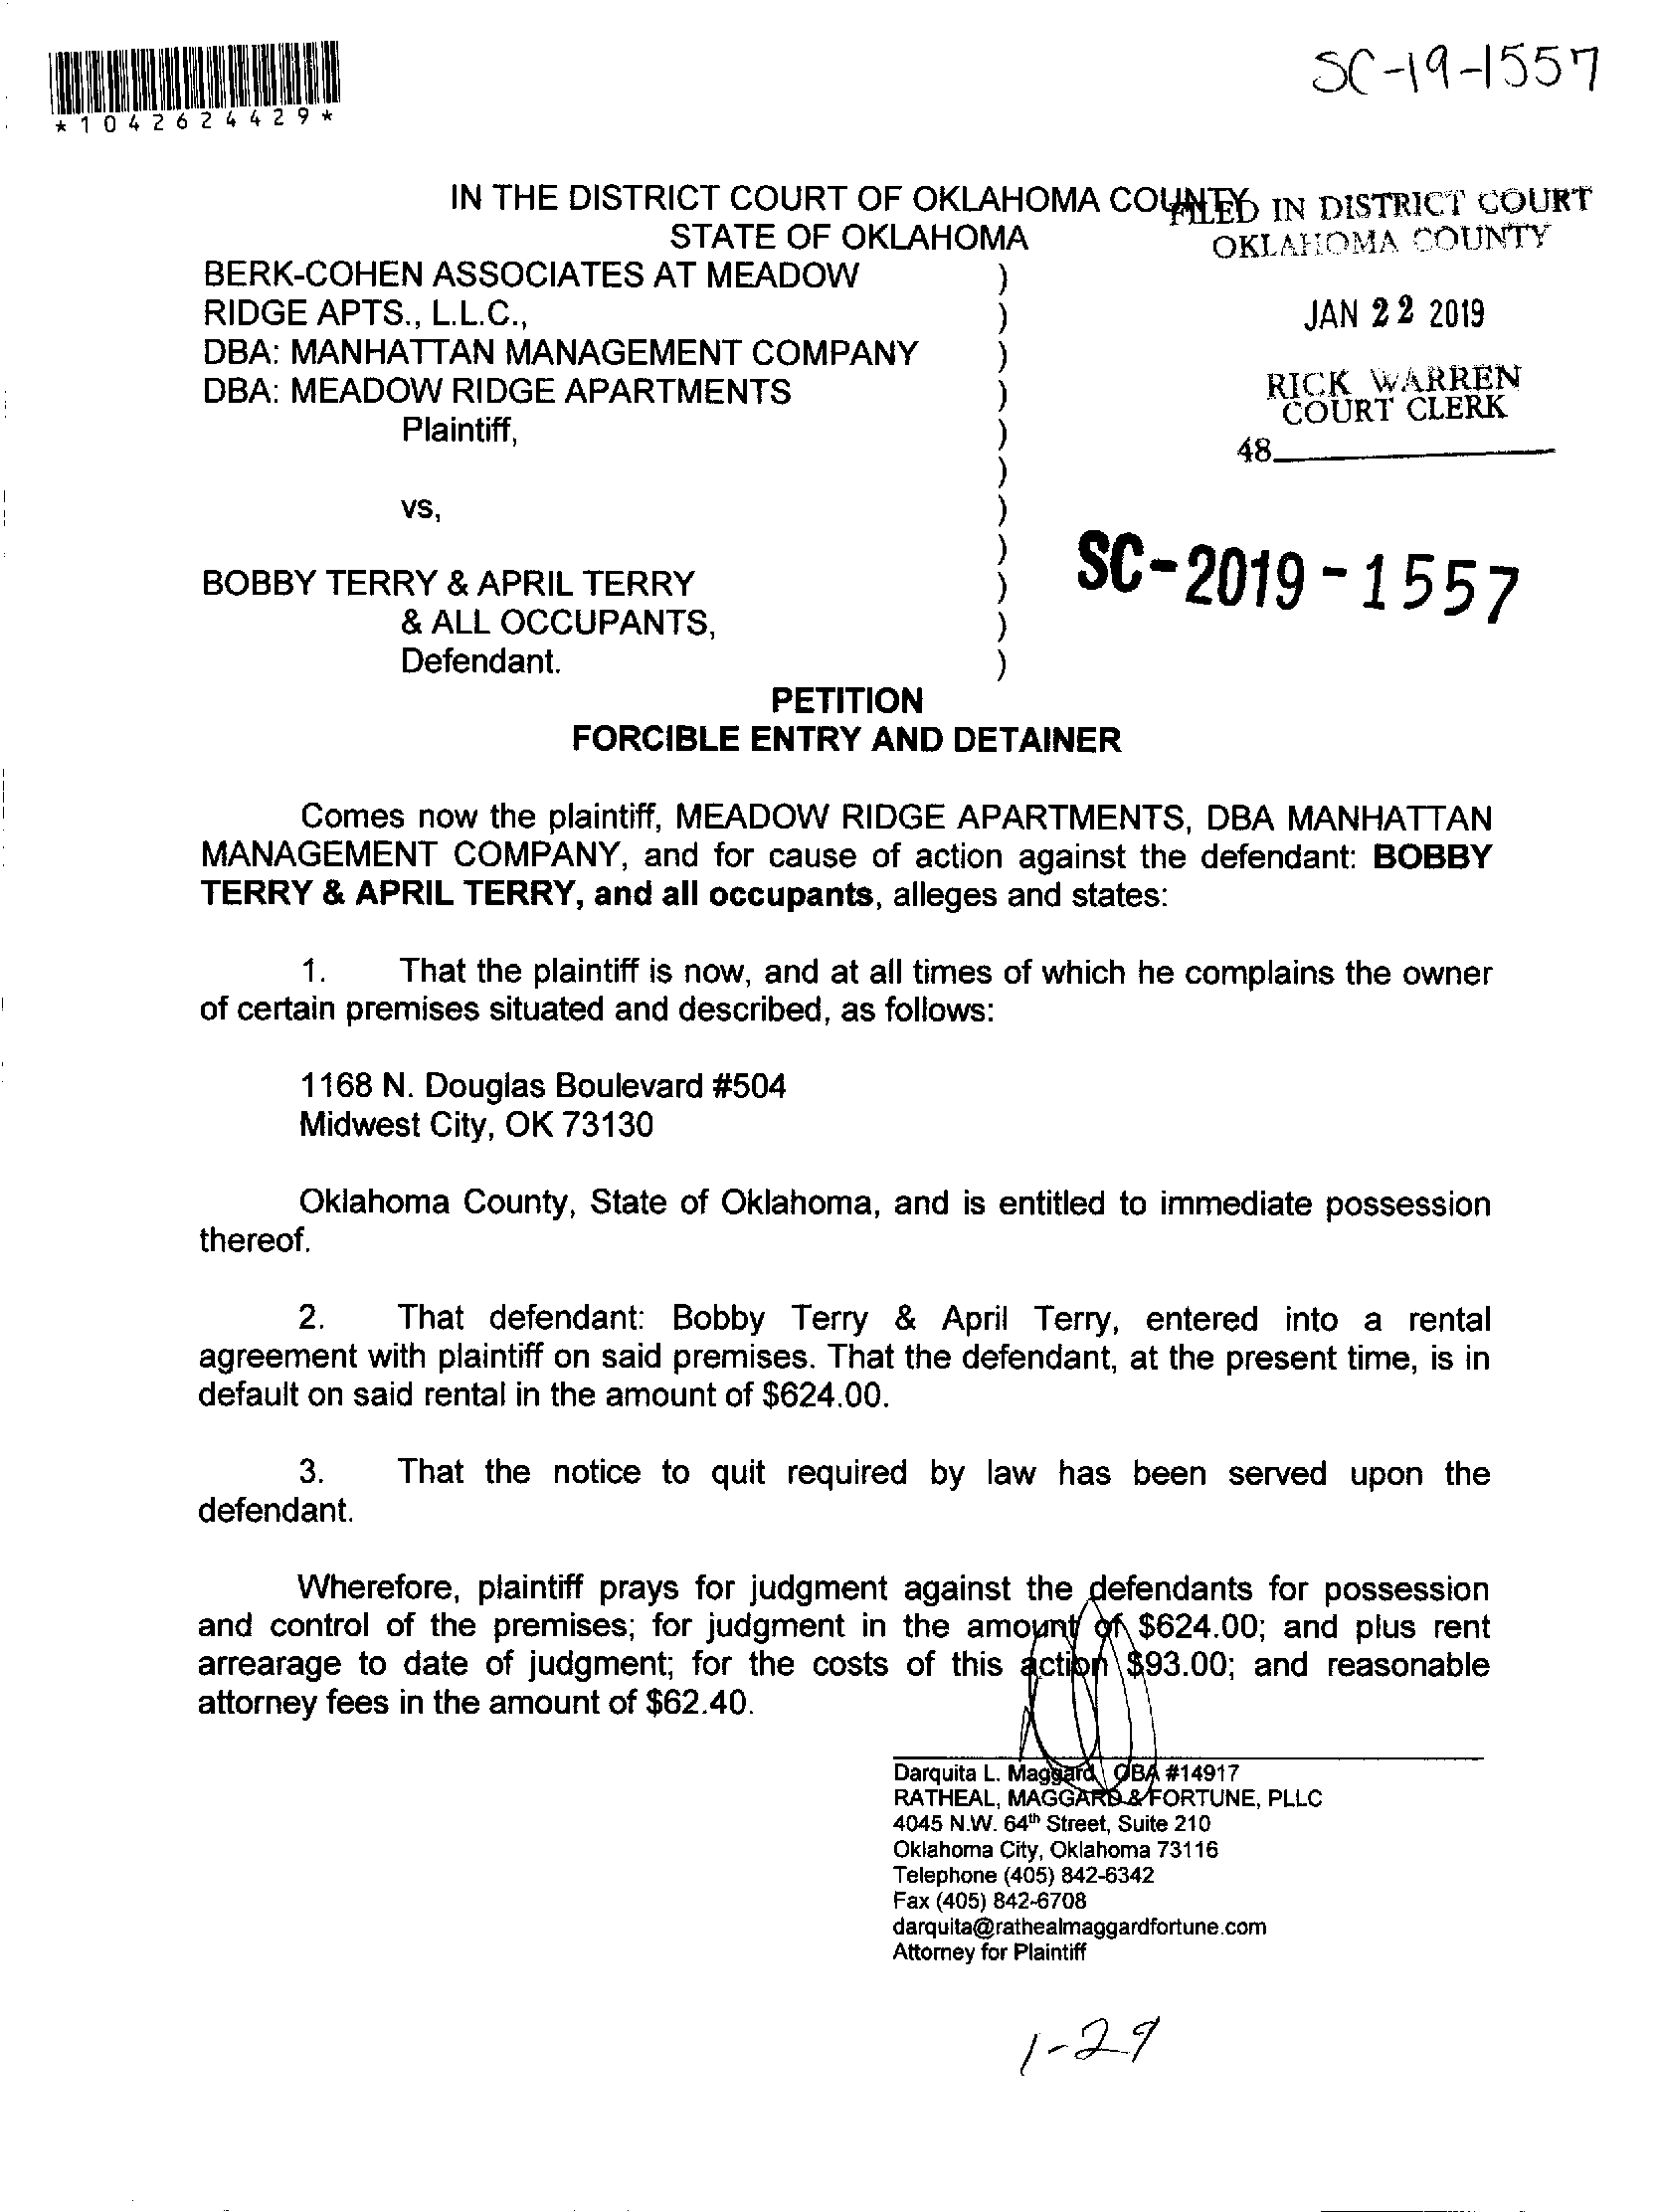 SC-19-1557
*1042624429*
IN THE DISTRICT COURT OF OKLAHOMA COUNTY
STATE OF OKLAHOMA
FILED IN DISTRICT COURT
OKLAHOMA COUNTY
JAN 22 2019
RICK WARREN
COURT CLERK
48
BERK-COHEN ASSOCIATES AT MEADOW )
RIDGE APTS., L.L.C., )
DBA: MANHATTAN MANAGEMENT COMPANY )
DBA: MEADOW RIDGE APARTMENTS )
Plaintiff, )
)
vs, )
)
BOBBY TERRY & APRIL TERRY )
& ALL OCCUPANTS, )
Defendant. )
SC-2019-1557
PETITION
FORCIBLE ENTRY AND DETAINER
Comes now the plaintiff, MEADOW RIDGE APARTMENTS, DBA MANHATTAN
MANAGEMENT COMPANY, and for cause of action against the defendant: BOBBY
TERRY & APRIL TERRY, and all occupants, alleges and states:
1. That the plaintiff is now, and at all times of which he complains the owner
of certain premises situated and described, as follows:
1168 N. Douglas Boulevard #504
Midwest City, OK 73130
Oklahoma County, State of Oklahoma, and is entitled to immediate possession
thereof.
2. That defendant: Bobby Terry & April Terry, entered into a rental
agreement with plaintiff on said premises. That the defendant, at the present time, is in
default on said rental in the amount of $624.00.
3. That the notice to quit required by law has been served upon the
defendant.
Wherefore, plaintiff prays for judgment against the defendants for possession
and control of the premises; for judgment in the amount of $624.00; and plus rent
arrearage to date of judgment; for the costs of this action $93.00; and reasonable
attorney fees in the amount of $62.40.
Darquita L. Maggard, OBA #14917
RATHEAL, MAGGARD & FORTUNE, PLLC
4045 N.W. 64th Street, Suite 210
Oklahoma City, Oklahoma 73116
Telephone (405) 842-6342
Fax (405) 842-6708
darquita@rathealmaggardfortune.com
Attorney for Plaintiff
1-29